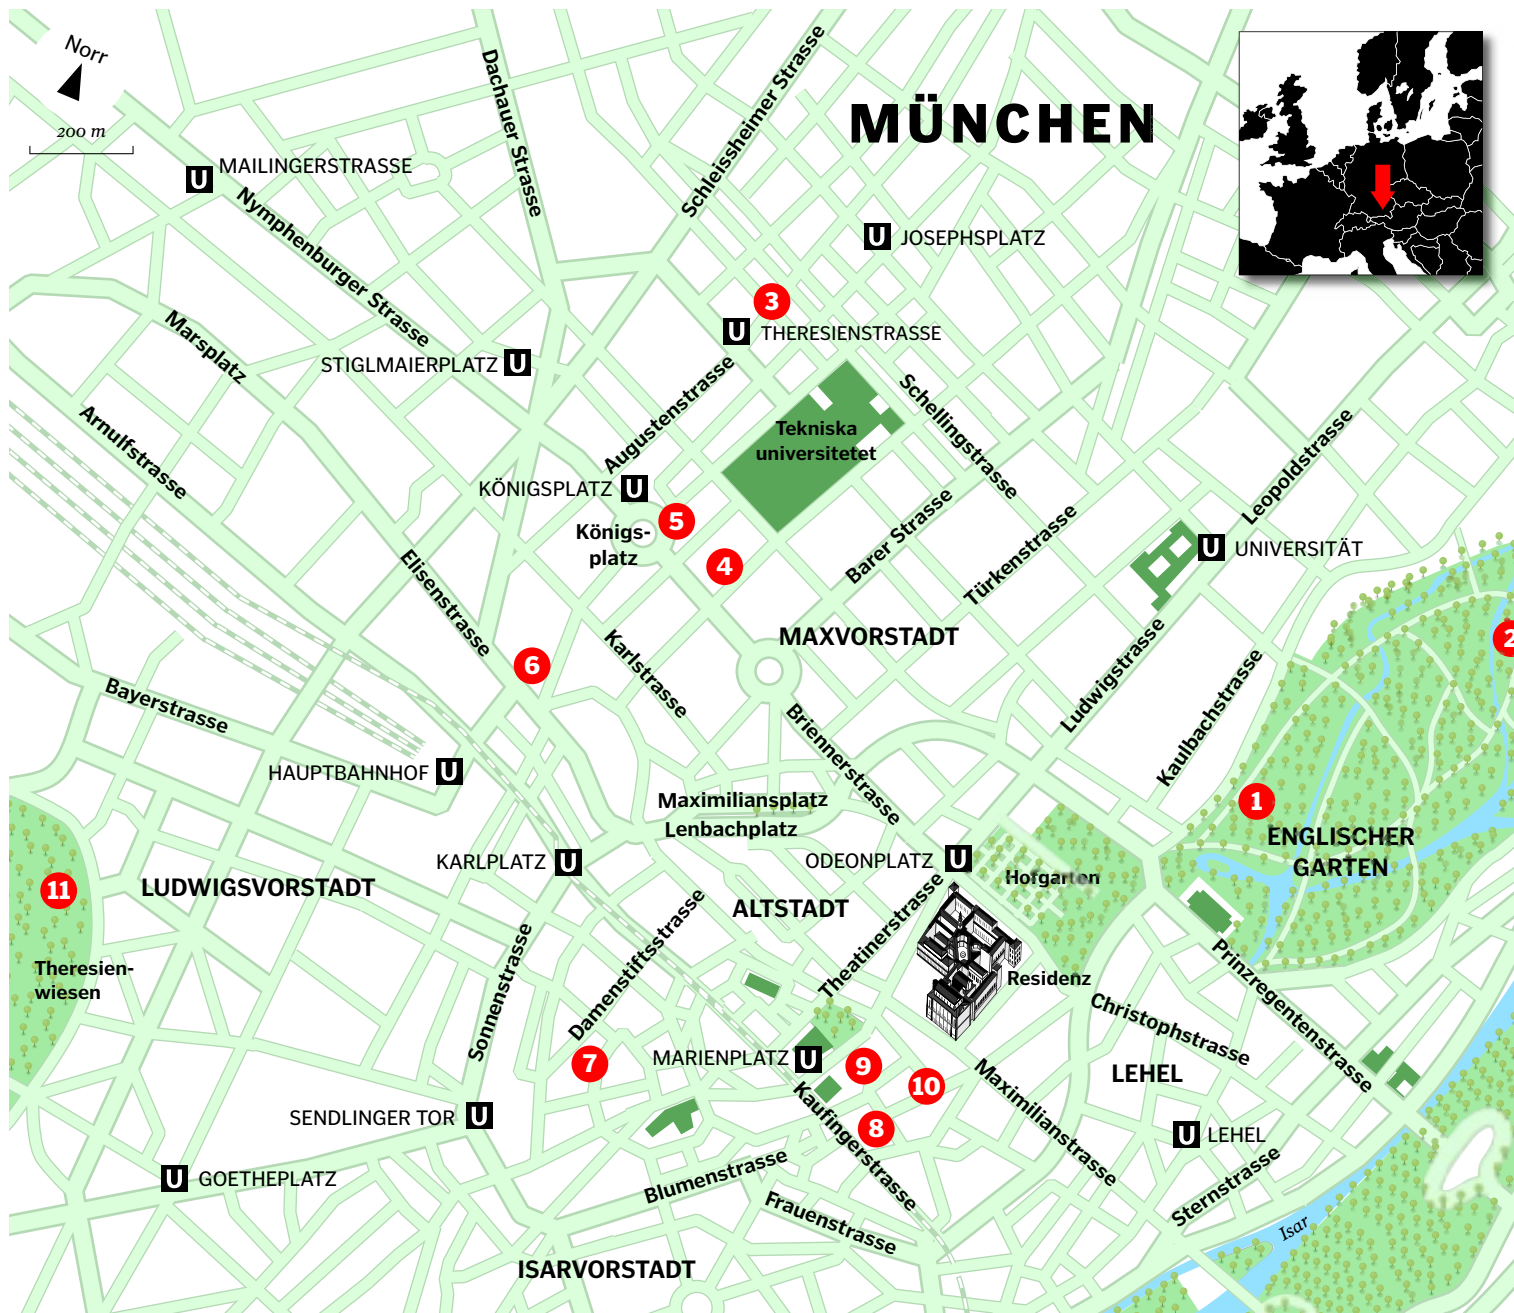 Norr
200 m
MÜNCHEN
Dachauer Strasse
Schleissheimer Strasse
U MAILINGERSTRASSE
Nymphenburger Strasse
U JOSEPHSPLATZ
3
U THERESIENSTRASSE
Marsplatz
STIGLMAIERPLATZ U
Augustenstrasse
Schellingstrasse
Arnulfstrasse
Tekniska
universitetet
Leopoldstrasse
KÖNIGSPLATZ U
5
Königs-
platz
4
Barer Strasse
Türkenstrasse
U UNIVERSITÄT
Elisenstrasse
MAXVORSTADT
2
6
Karlstrasse
Ludwigstrasse
Kaulbachstrasse
Bayerstrasse
Briennerstrasse
HAUPTBAHNHOF U
Maximiliansplatz
Lenbachplatz
1
ENGLISCHER
GARTEN
KARLPLATZ U
ODEONPLATZ U
Hofgarten
11
LUDWIGSVORSTADT
ALTSTADT
Damenstiftsstrasse
Theatinerstrasse
Theresien-
wiesen
Sonnenstrasse
Residenz
Prinzregentenstrasse
Christophstrasse
7
MARIENPLATZ U
9
10
LEHEL
Maximilianstrasse
Kaufingerstrasse
8
SENDLINGER TOR U
U LEHEL
U GOETHEPLATZ
Blumenstrasse
Frauenstrasse
Sternstrasse
Isar
ISARVORSTADT